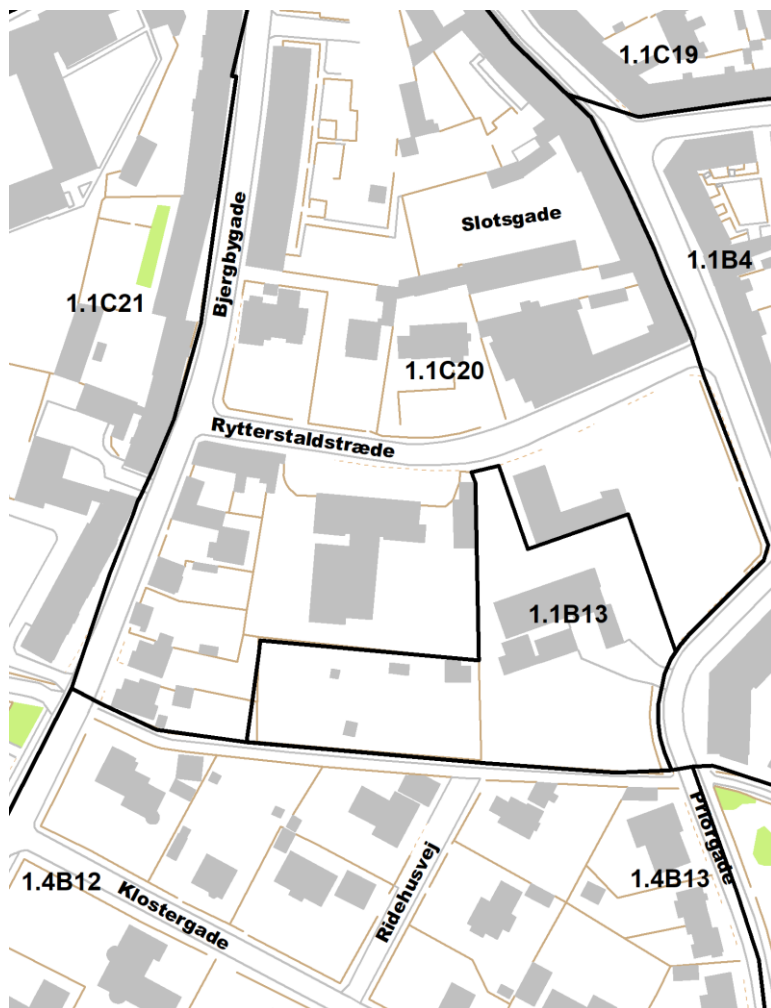 1.1C19
Slotsgade
Bjergbygade
1.1B4
1.1C21
1.1C20
Rytterstaldstræde
1.1B13
Priorgade
1.4B12
Klostergade
Ridehusvej
1.4B13